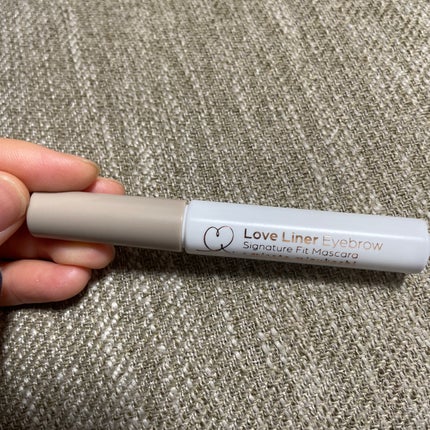 Love Liner Eyebrow
Signature Fit Mascara